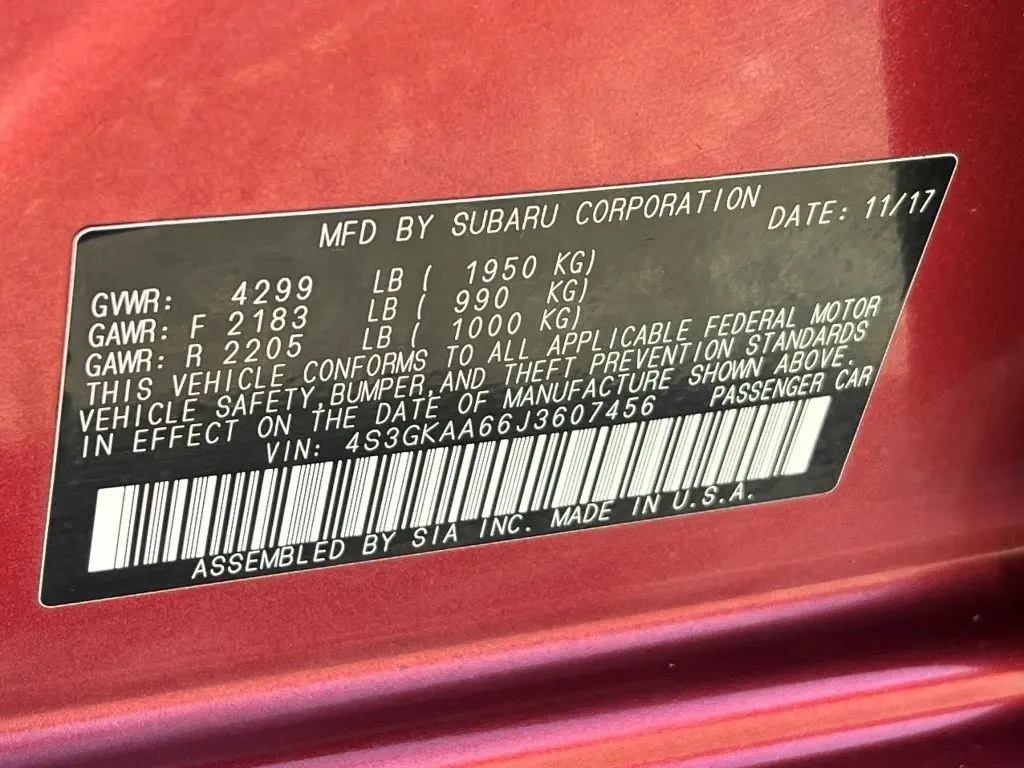 MFD BY SUBARU CORPORATION DATE: 11/17
GVWR: 4299 LB ( 1950 KG)
GAWR: F 2183 LB ( 990 KG)
GAWR: R 2205 LB ( 1000 KG)
THIS VEHICLE CONFORMS TO ALL APPLICABLE FEDERAL MOTOR
VEHICLE SAFETY,BUMPER,AND THEFT PREVENTION STANDARDS
IN EFFECT ON THE DATE OF MANUFACTURE SHOWN ABOVE.
VIN: 4S3GKAA66J3607456 PASSENGER CAR
ASSEMBLED BY SIA INC. MADE IN U.S.A.